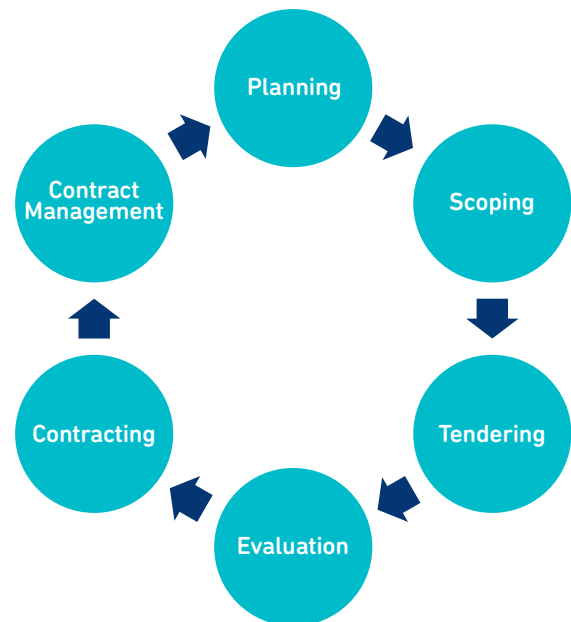 Planning
Scoping
Tendering
Evaluation
Contracting
Contract
Management